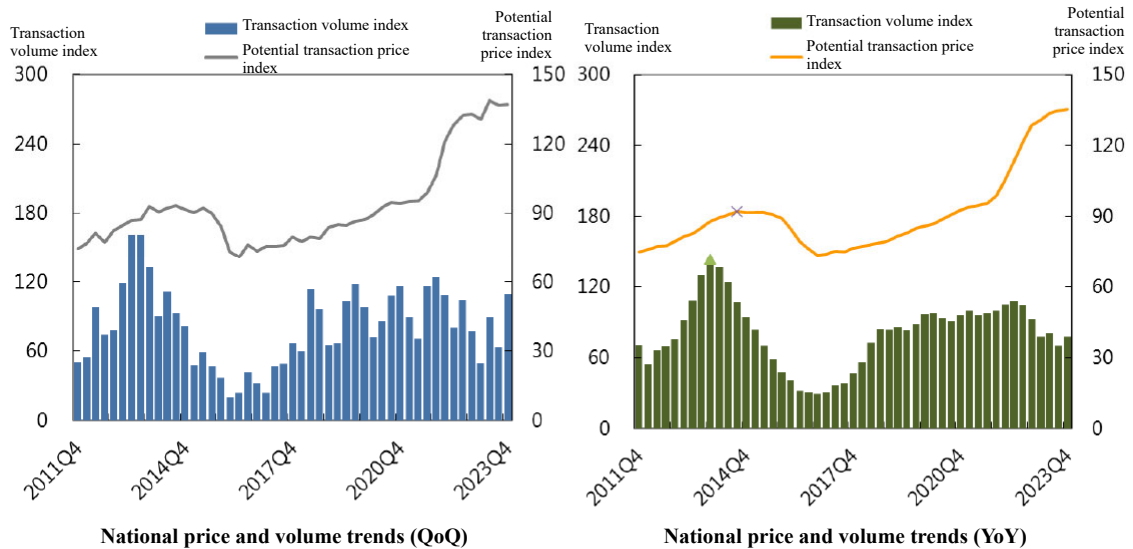 Transaction
volume index
Transaction volume index
Potential transaction price
index
Potential
transaction
price index
300
240
180
120
60
0
150
120
90
60
30
0
2011Q4
2014Q4
2017Q4
2020Q4
2023Q4
National price and volume trends (QoQ)
Transaction
volume index
Transaction volume index
Potential transaction price
index
Potential
transaction
price index
300
240
180
120
60
0
150
120
90
60
30
0
2011Q4
2014Q4
2017Q4
2020Q4
2023Q4
National price and volume trends (YoY)